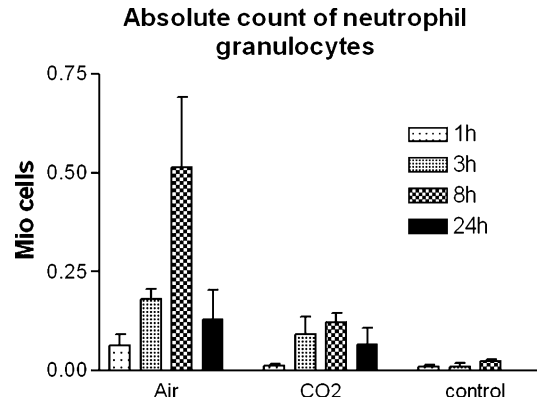 Absolute count of neutrophil
granulocytes
0.75
0.50
0.25
0.00
Mio cells
1h
3h
8h
24h
Air
CO2
control